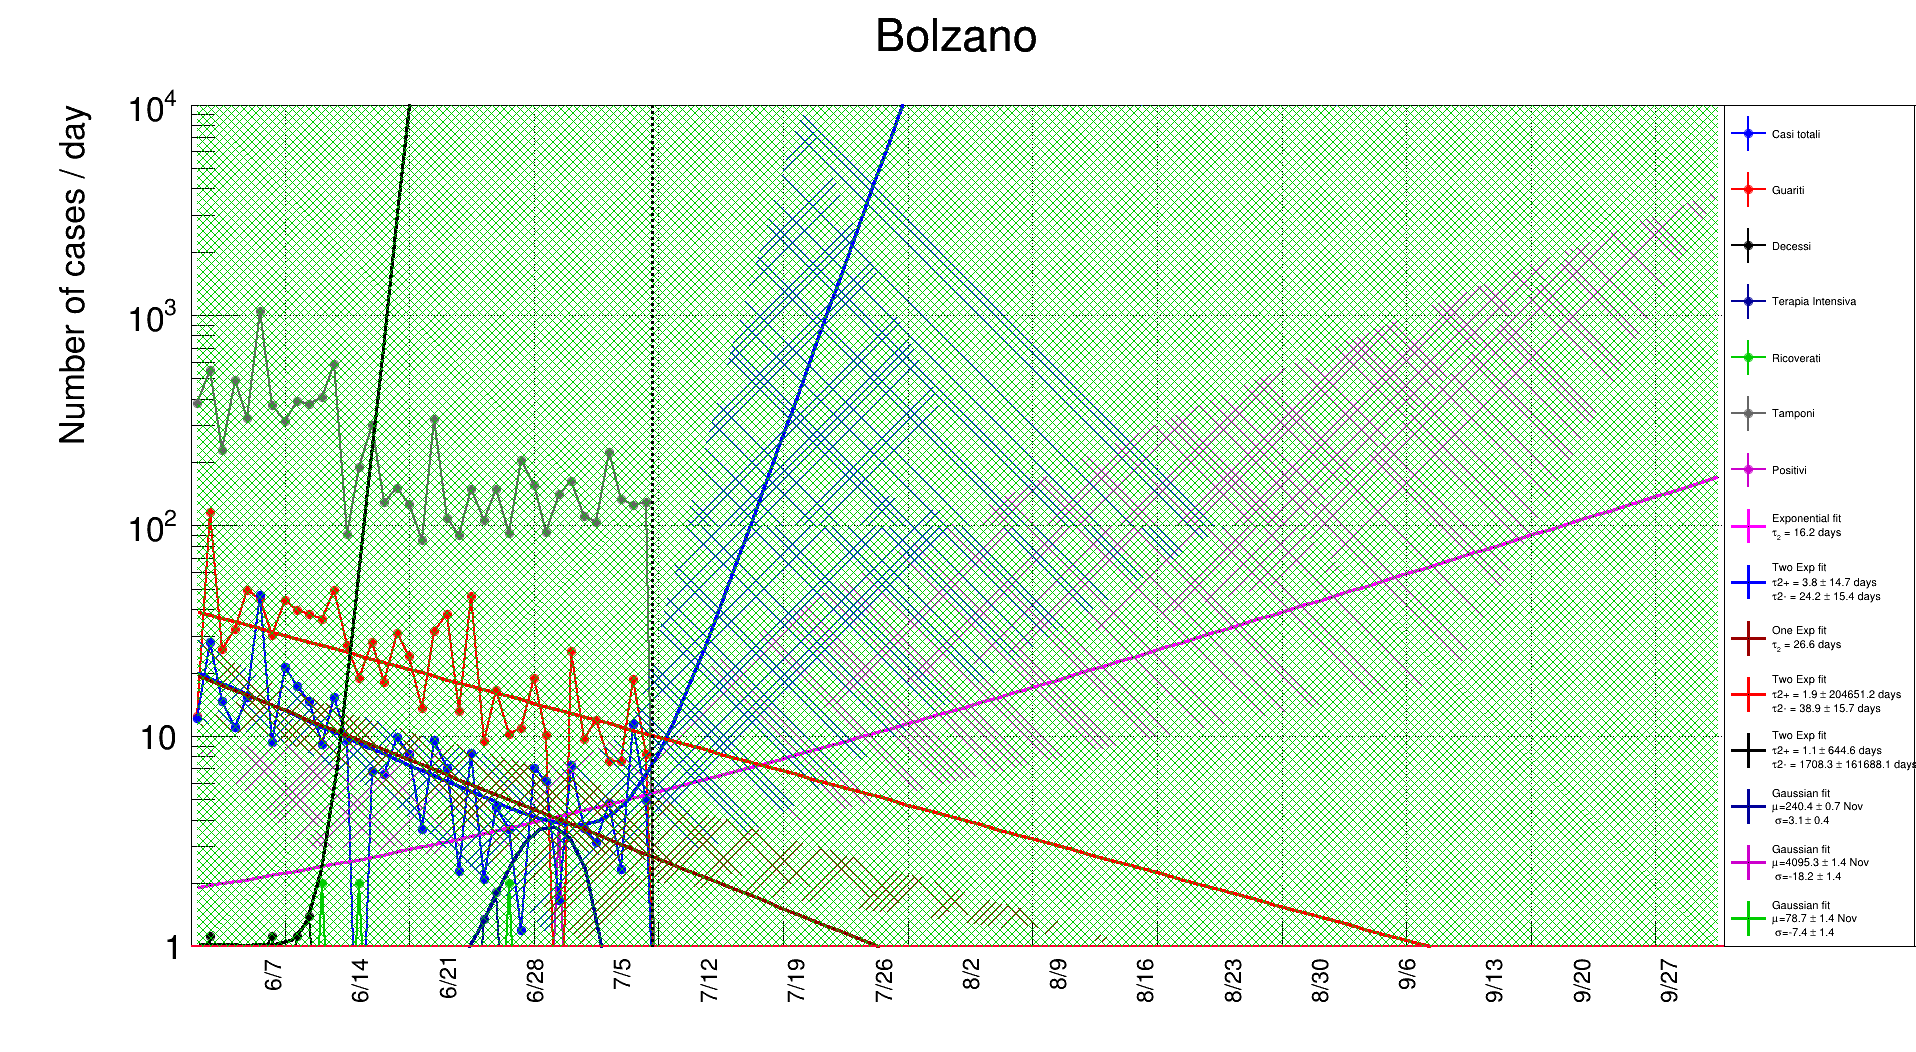 Bolzano
Number of cases / day
10⁴
10³
10²
10
1
6/7
6/14
6/21
6/28
7/5
7/12
7/19
7/26
8/2
8/9
8/16
8/23
8/30
9/6
9/13
9/20
9/27
Casi totali
Guariti
Decessi
Terapia Intensiva
Ricoverati
Tamponi
Positivi
Exponential fit
τ₂ = 16.2 days
Two Exp fit
τ2+ = 3.8 ± 14.7 days
τ2- = 24.2 ± 15.4 days
One Exp fit
τ₂ = 26.6 days
Two Exp fit
τ2+ = 1.9 ± 204651.2 days
τ2- = 38.9 ± 15.7 days
Two Exp fit
τ2+ = 1.1 ± 644.6 days
τ2- = 1708.3 ± 161688.1 days
Gaussian fit
μ=240.4 ± 0.7 Nov
σ=3.1 ± 0.4
Gaussian fit
μ=4095.3 ± 1.4 Nov
σ=-18.2 ± 1.4
Gaussian fit
μ=78.7 ± 1.4 Nov
σ=-7.4 ± 1.4